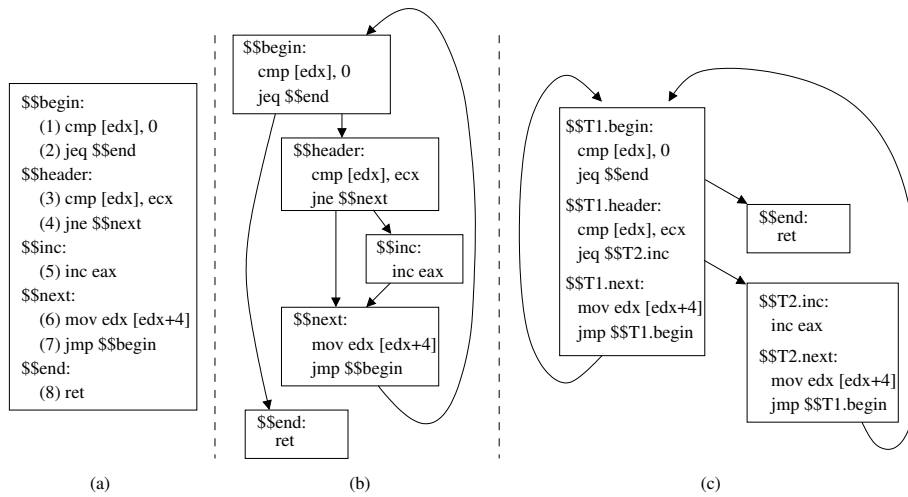 $$begin:
(1) cmp [edx], 0
(2) jeq $$end
$$header:
(3) cmp [edx], ecx
(4) jne $$next
$$inc:
(5) inc eax
$$next:
(6) mov edx [edx+4]
(7) jmp $$begin
$$end:
(8) ret
(a)
$$begin:
cmp [edx], 0
jeq $$end
$$header:
cmp [edx], ecx
jne $$next
$$inc:
inc eax
$$next:
mov edx [edx+4]
jmp $$begin
$$end:
ret
(b)
$$T1.begin:
cmp [edx], 0
jeq $$end
$$T1.header:
cmp [edx], ecx
jeq $$T2.inc
$$T1.next:
mov edx [edx+4]
jmp $$T1.begin
$$end:
ret
$$T2.inc:
inc eax
$$T2.next:
mov edx [edx+4]
jmp $$T1.begin
(c)